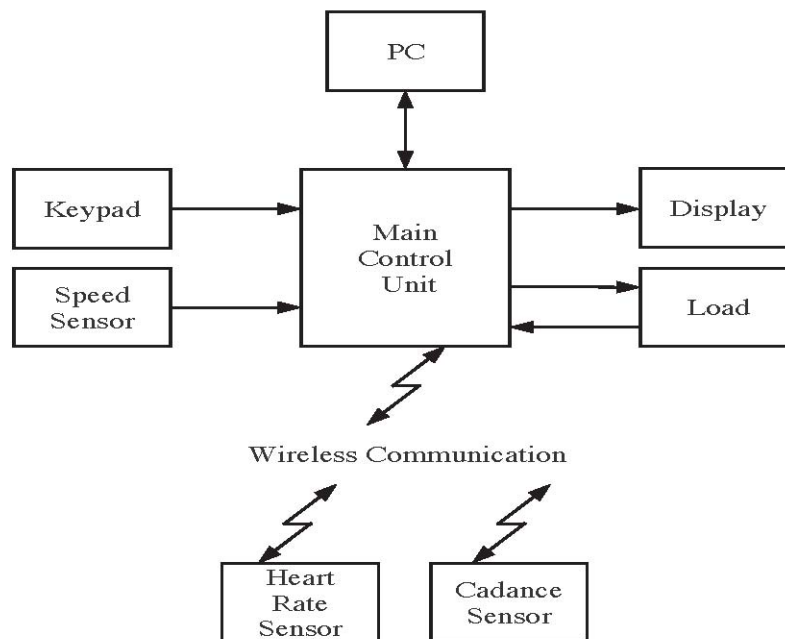 PC
Keypad
Main
Control
Unit
Display
Speed
Sensor
Load
Wireless Communication
Heart
Rate
Sensor
Cadance
Sensor